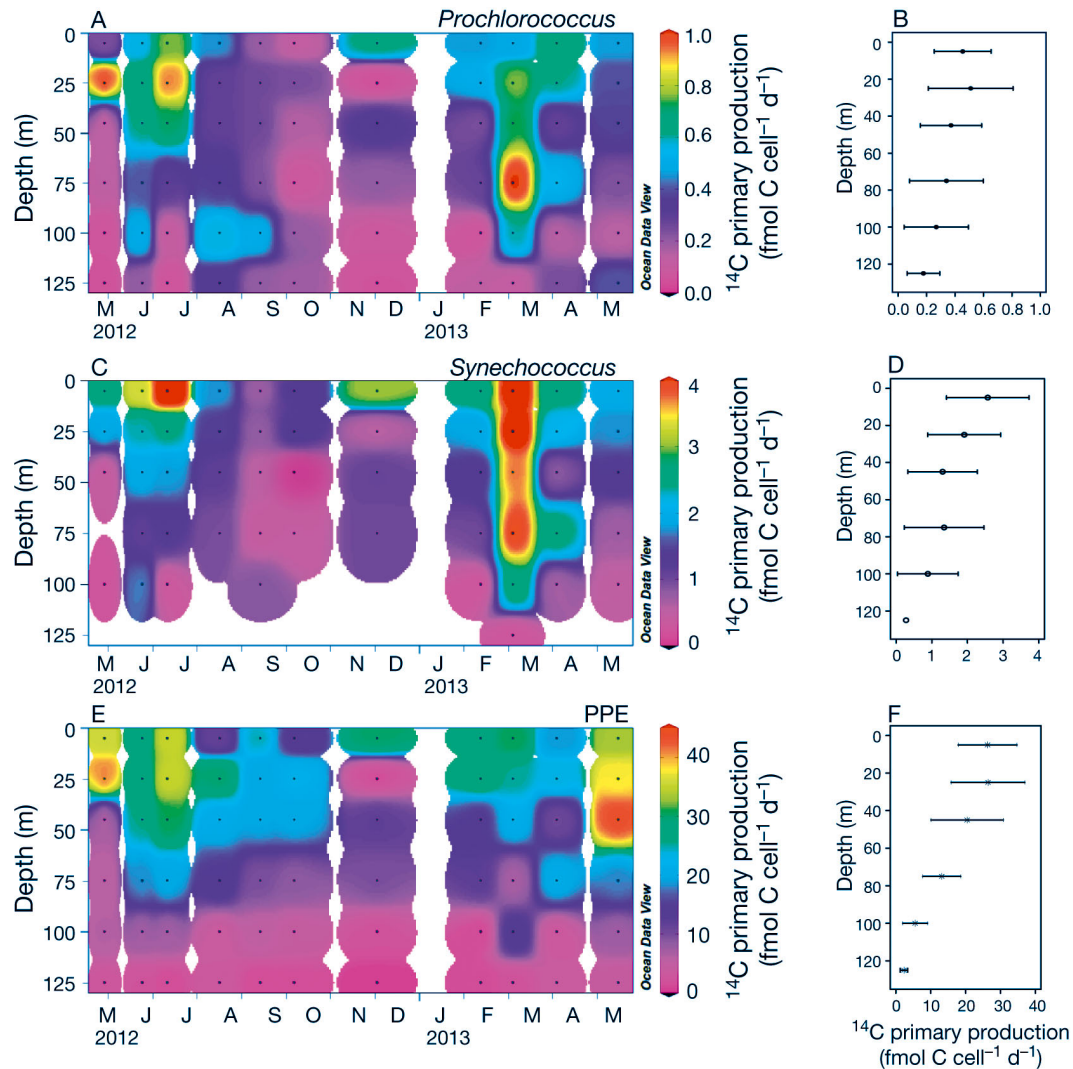 A Prochlorococcus
0
25
50
75
100
125
Depth (m)
M J J A S O N D J F M A M
2012 2013
Ocean Data View
1.0
0.8
0.6
0.4
0.2
0.0
¹⁴C primary production
(fmol C cell⁻¹ d⁻¹)
B
0
20
40
60
80
100
120
Depth (m)
0.0 0.2 0.4 0.6 0.8 1.0
C Synechococcus
0
25
50
75
100
125
Depth (m)
M J J A S O N D J F M A M
2012 2013
Ocean Data View
4
3
2
1
0
¹⁴C primary production
(fmol C cell⁻¹ d⁻¹)
D
0
20
40
60
80
100
120
Depth (m)
0 1 2 3 4
E PPE
0
25
50
75
100
125
Depth (m)
M J J A S O N D J F M A M
2012 2013
Ocean Data View
40
30
20
10
0
¹⁴C primary production
(fmol C cell⁻¹ d⁻¹)
F
0
20
40
60
80
100
120
Depth (m)
0 10 20 30 40
¹⁴C primary production
(fmol C cell⁻¹ d⁻¹)